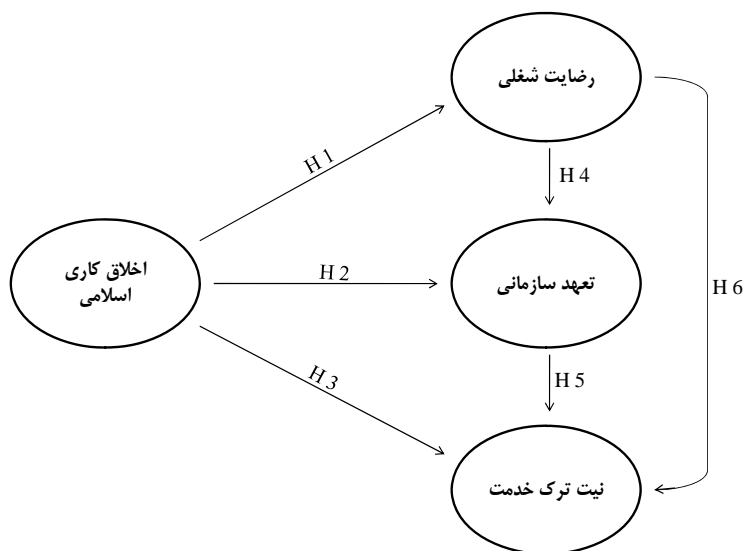 رضایت شغلی
H 1
H 4
اخلاق کاری
اسلامی
H 2
تعهد سازمانی
H 6
H 3
H 5
نیت ترک خدمت